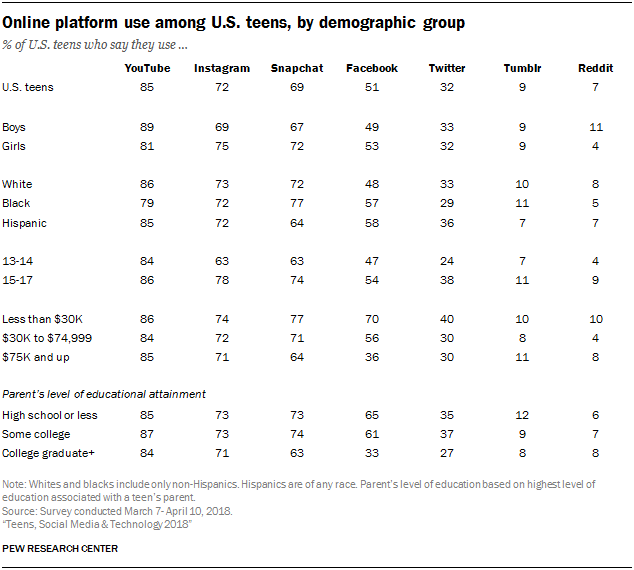 Online platform use among U.S. teens, by demographic group
% of U.S. teens who say they use ...
YouTube Instagram Snapchat Facebook Twitter Tumblr Reddit
U.S. teens 85 72 69 51 32 9 7
Boys 89 69 67 49 33 9 11
Girls 81 75 72 53 32 9 4
White 86 73 72 48 33 10 8
Black 79 72 77 57 29 11 5
Hispanic 85 72 64 58 36 7 7
13-14 84 63 63 47 24 7 4
15-17 86 78 74 54 38 11 9
Less than $30K 86 74 77 70 40 10 10
$30K to $74,999 84 72 71 56 30 8 4
$75K and up 85 71 64 36 30 11 8
Parent's level of educational attainment
High school or less 85 73 73 65 35 12 6
Some college 87 73 74 61 37 9 7
College graduate+ 84 71 63 33 27 8 8
Note: Whites and blacks include only non-Hispanics. Hispanics are of any race. Parent's level of education based on highest level of
education associated with a teen's parent.
Source: Survey conducted March 7- April 10, 2018.
"Teens, Social Media & Technology 2018"
PEW RESEARCH CENTER